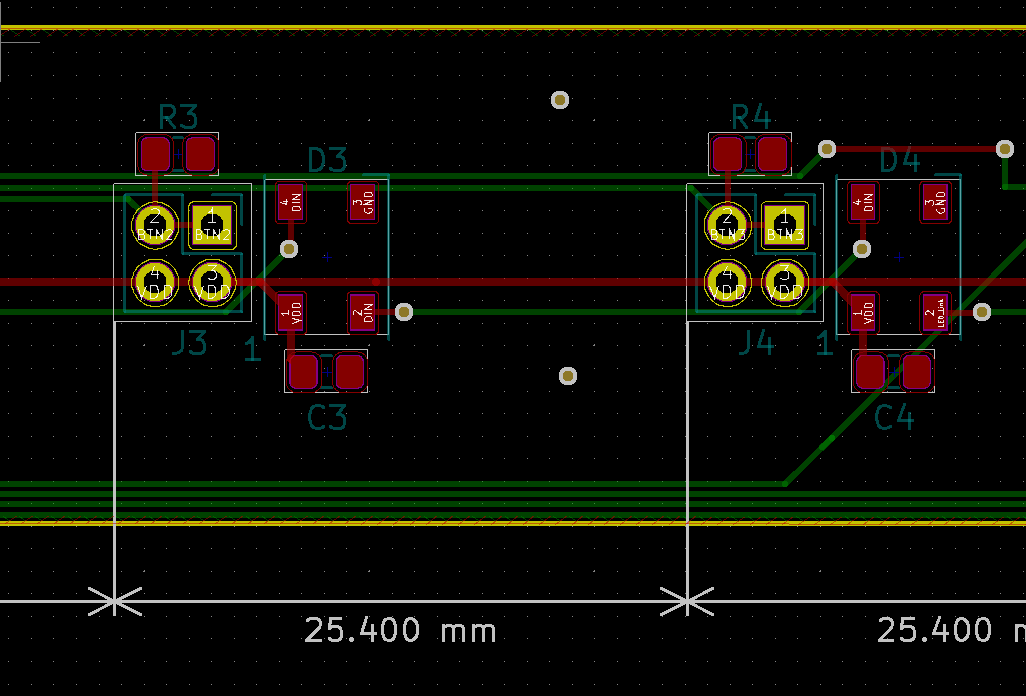 R3
R4
D3
D4
4
DIN
3
GND
4
DIN
3
GND
2
BTN2
1
BTN2
2
BTN3
1
BTN3
4
VDD
3
VDD
4
VDD
3
VDD
1
VDD
2
DIN
1
VDD
2
LED_Link
J3
1
J4
1
C3
C4
25.400 mm
25.400 m